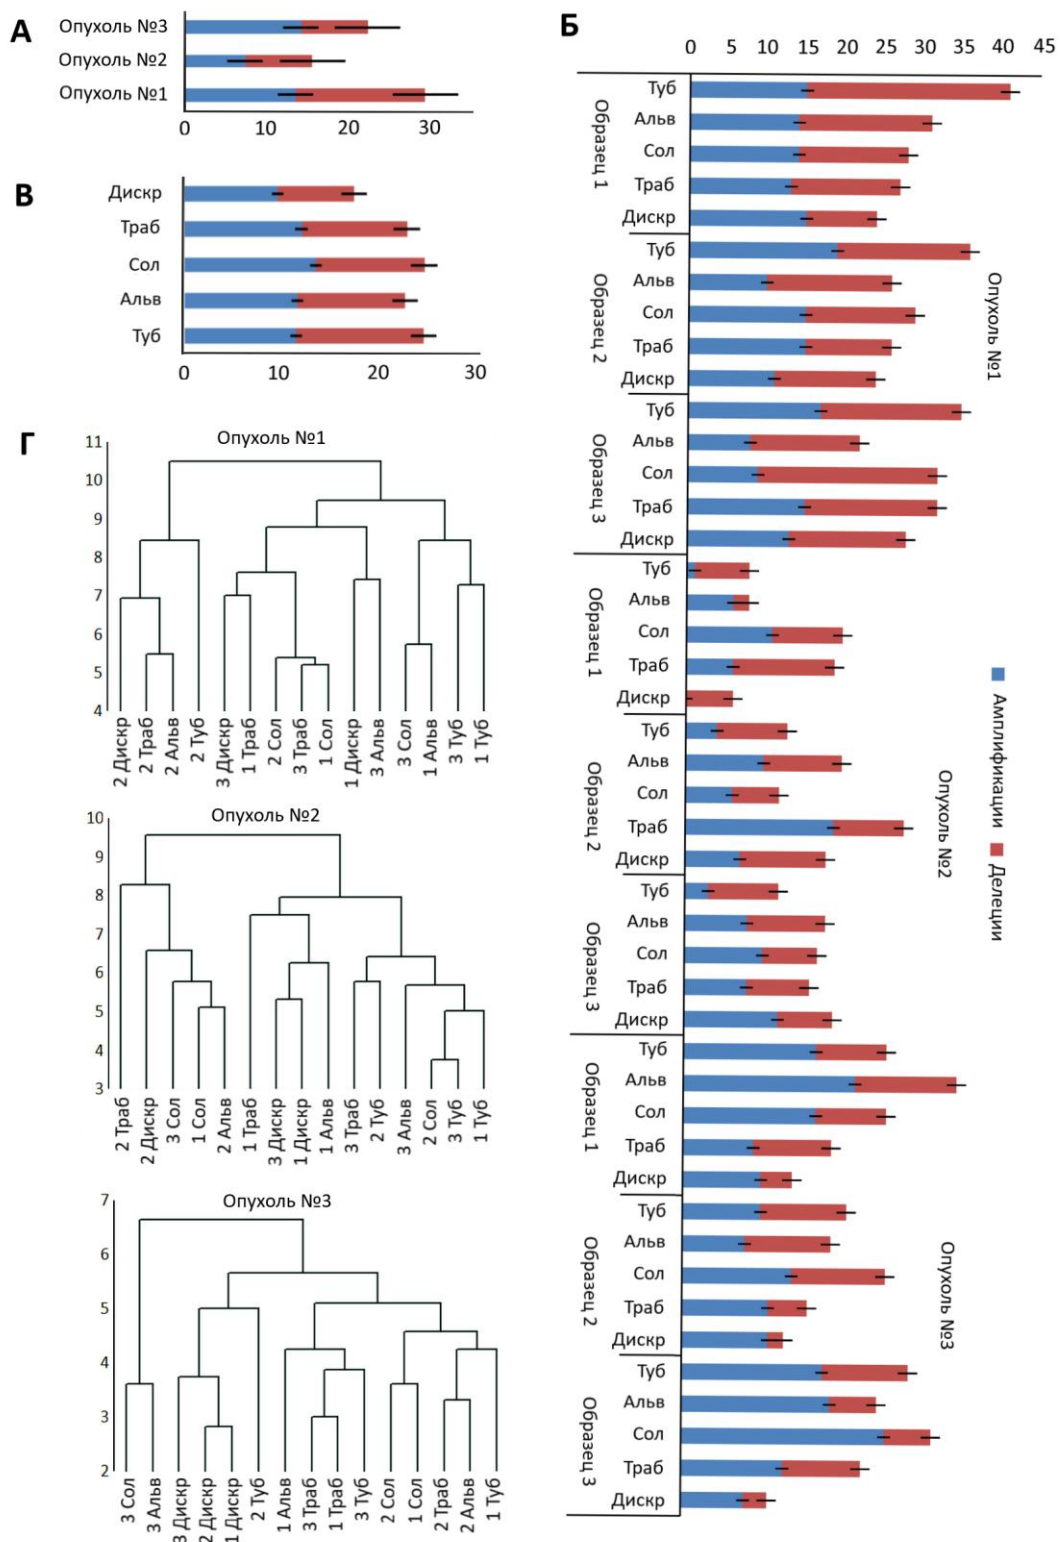 А
Опухоль №3
Опухоль №2
Опухоль №1
0 10 20 30
В
Дискр
Траб
Сол
Альв
Туб
0 10 20 30
Г
Опухоль №1
11
10
9
8
7
6
5
4
2 Дискр
2 Траб
2 Альв
2 Туб
3 Дискр
1 Траб
2 Сол
3 Траб
1 Сол
1 Дискр
3 Альв
3 Сол
1 Альв
3 Туб
1 Туб
Опухоль №2
10
9
8
7
6
5
4
3
2 Траб
2 Дискр
3 Сол
1 Сол
2 Альв
1 Траб
3 Дискр
1 Дискр
1 Альв
3 Траб
2 Туб
3 Альв
2 Сол
3 Туб
1 Туб
Опухоль №3
7
6
5
4
3
2
3 Сол
3 Альв
3 Дискр
2 Дискр
1 Дискр
2 Туб
1 Альв
3 Траб
1 Траб
3 Туб
2 Сол
1 Сол
2 Траб
2 Альв
1 Туб
Б
0 5 10 15 20 25 30 35 40 45
Опухоль №1
Образец 1
Туб
Альв
Сол
Траб
Дискр
Образец 2
Туб
Альв
Сол
Траб
Дискр
Образец 3
Туб
Альв
Сол
Траб
Дискр
Опухоль №2
Образец 1
Туб
Альв
Сол
Траб
Дискр
Образец 2
Туб
Альв
Сол
Траб
Дискр
Образец 3
Туб
Альв
Сол
Траб
Дискр
Опухоль №3
Образец 1
Туб
Альв
Сол
Траб
Дискр
Образец 2
Туб
Альв
Сол
Траб
Дискр
Образец 3
Туб
Альв
Сол
Траб
Дискр
Амплификации
Делеции